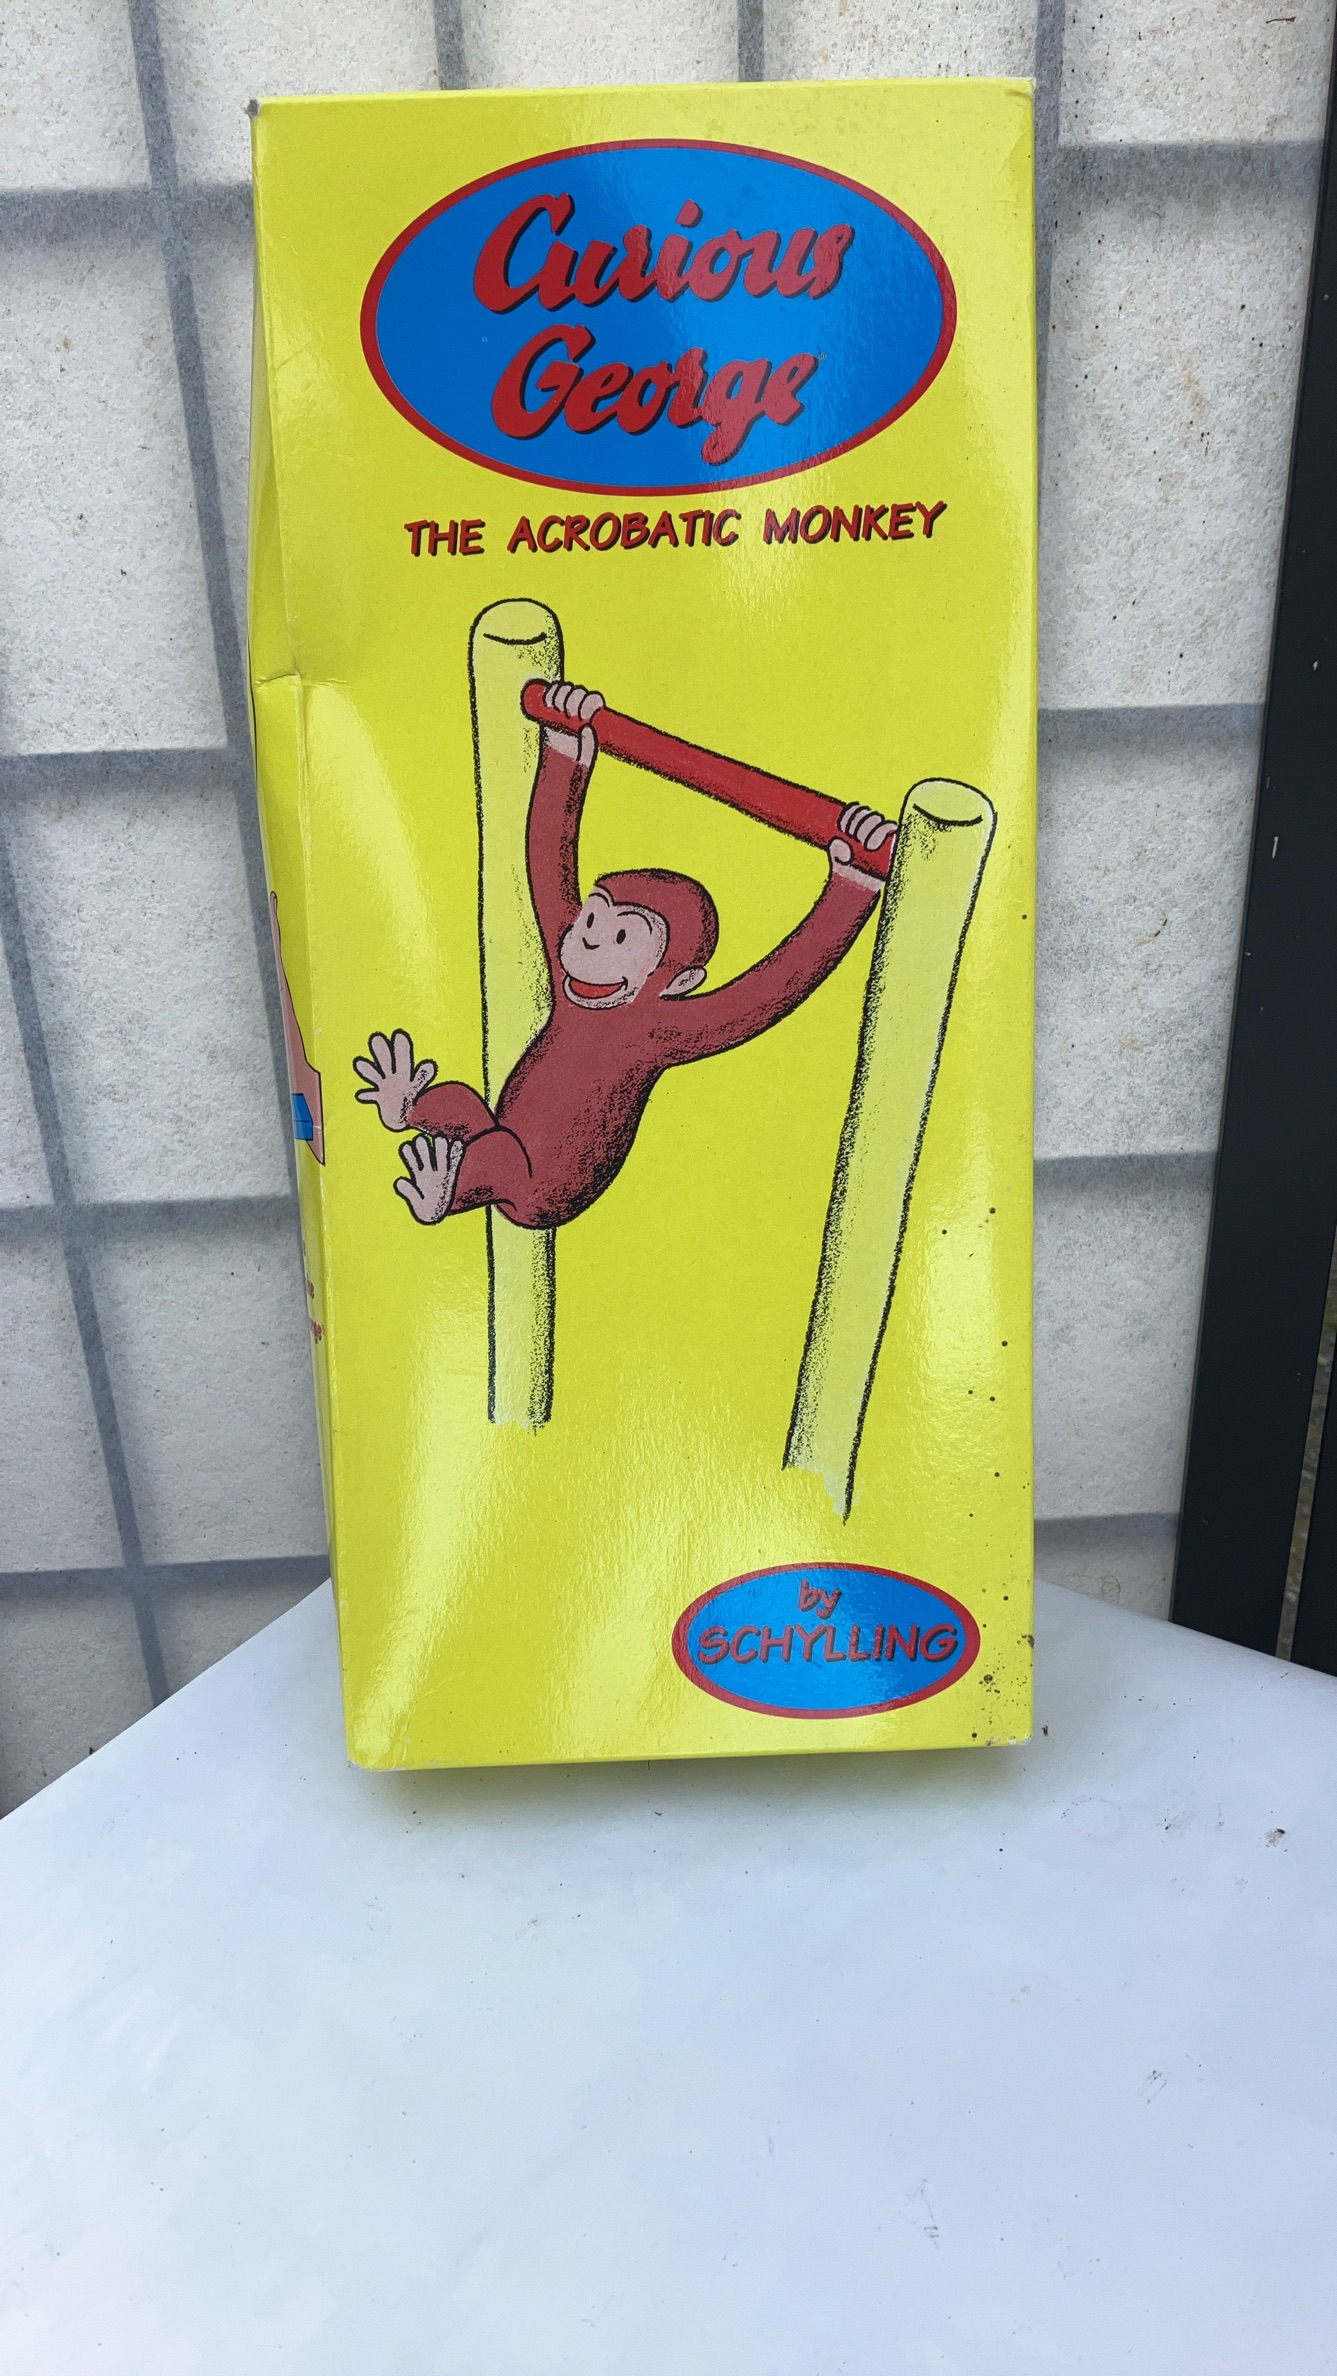 Curious
George
THE ACROBATIC MONKEY
by
SCHYLLING